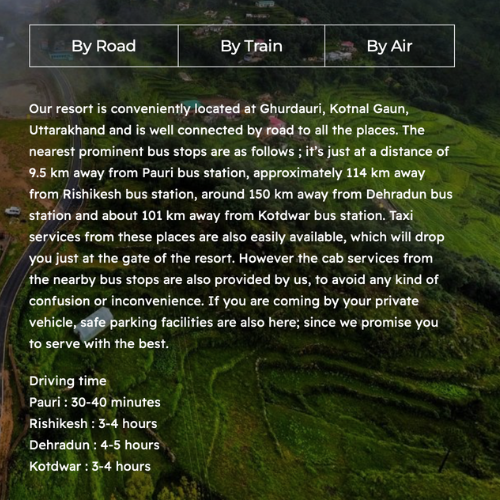 By Road By Train By Air
Our resort is conveniently located at Ghurdauri, Kotnal Gaun,
Uttarakhand and is well connected by road to all the places. The
nearest prominent bus stops are as follows ; it's just at a distance of
9.5 km away from Pauri bus station, approximately 114 km away
from Rishikesh bus station, around 150 km away from Dehradun bus
station and about 101 km away from Kotdwar bus station. Taxi
services from these places are also easily available, which will drop
you just at the gate of the resort. However the cab services from
the nearby bus stops are also provided by us, to avoid any kind of
confusion or inconvenience. If you are coming by your private
vehicle, safe parking facilities are also here; since we promise you
to serve with the best.
Driving time
Pauri : 30-40 minutes
Rishikesh : 3-4 hours
Dehradun : 4-5 hours
Kotdwar : 3-4 hours